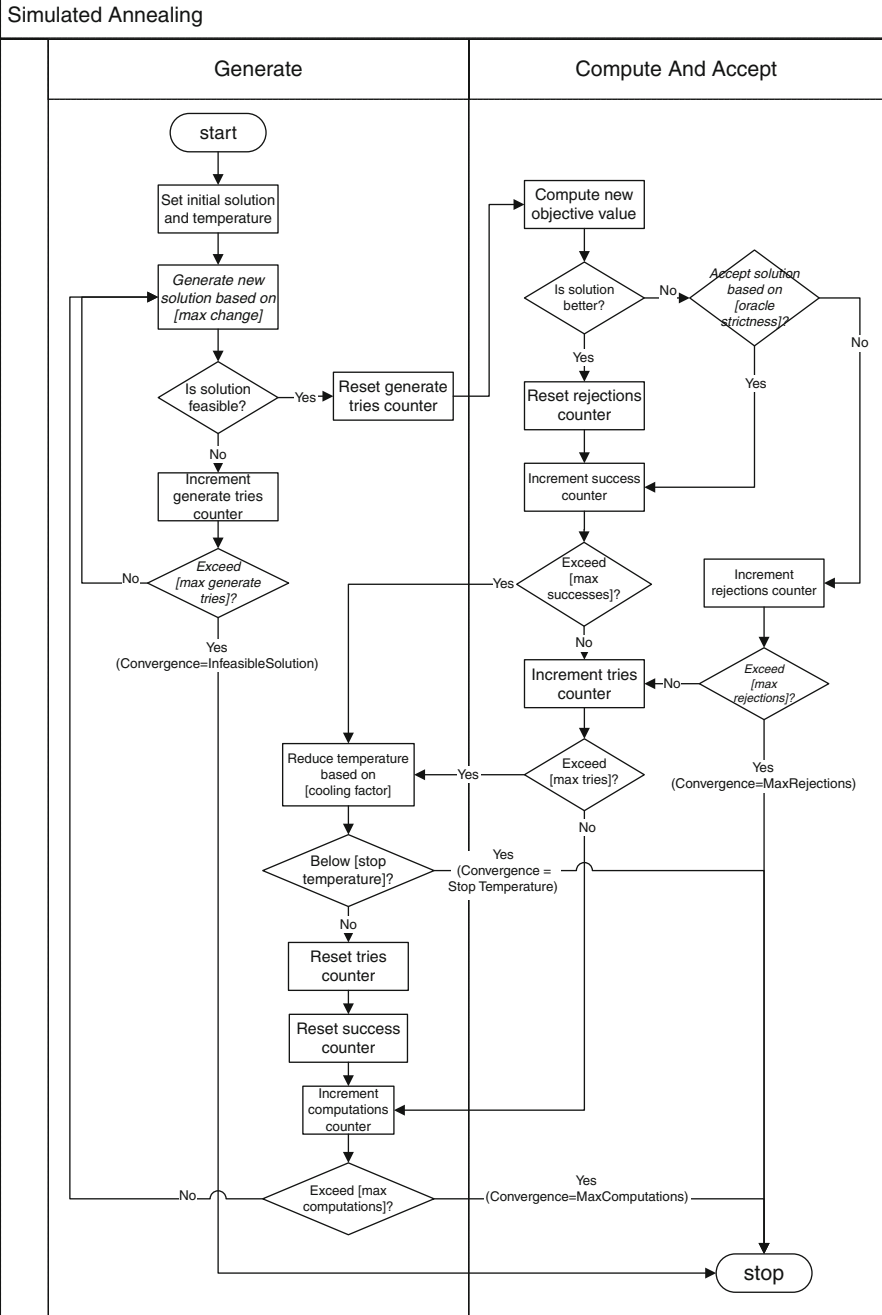 Simulated Annealing
Generate
Compute And Accept
start
Set initial solution
and temperature
Generate new
solution based on
[max change]
Is solution
feasible?
Yes
Reset generate
tries counter
No
Increment
generate tries
counter
Exceed
[max generate
tries]?
No
Yes
(Convergence=InfeasibleSolution)
Compute new
objective value
Is solution
better?
No
Accept solution
based on
[oracle
strictness]?
No
Yes
Yes
Reset rejections
counter
Increment success
counter
Exceed
[max
successes]?
Yes
No
Increment
rejections counter
Exceed
[max
rejections]?
No
Yes
(Convergence=MaxRejections)
Increment tries
counter
Exceed
[max tries]?
Yes
No
Reduce temperature
based on
[cooling factor]
Below [stop
temperature]?
Yes
(Convergence =
Stop Temperature)
No
Reset tries
counter
Reset success
counter
Increment
computations
counter
Exceed [max
computations]?
No
Yes
(Convergence=MaxComputations)
stop